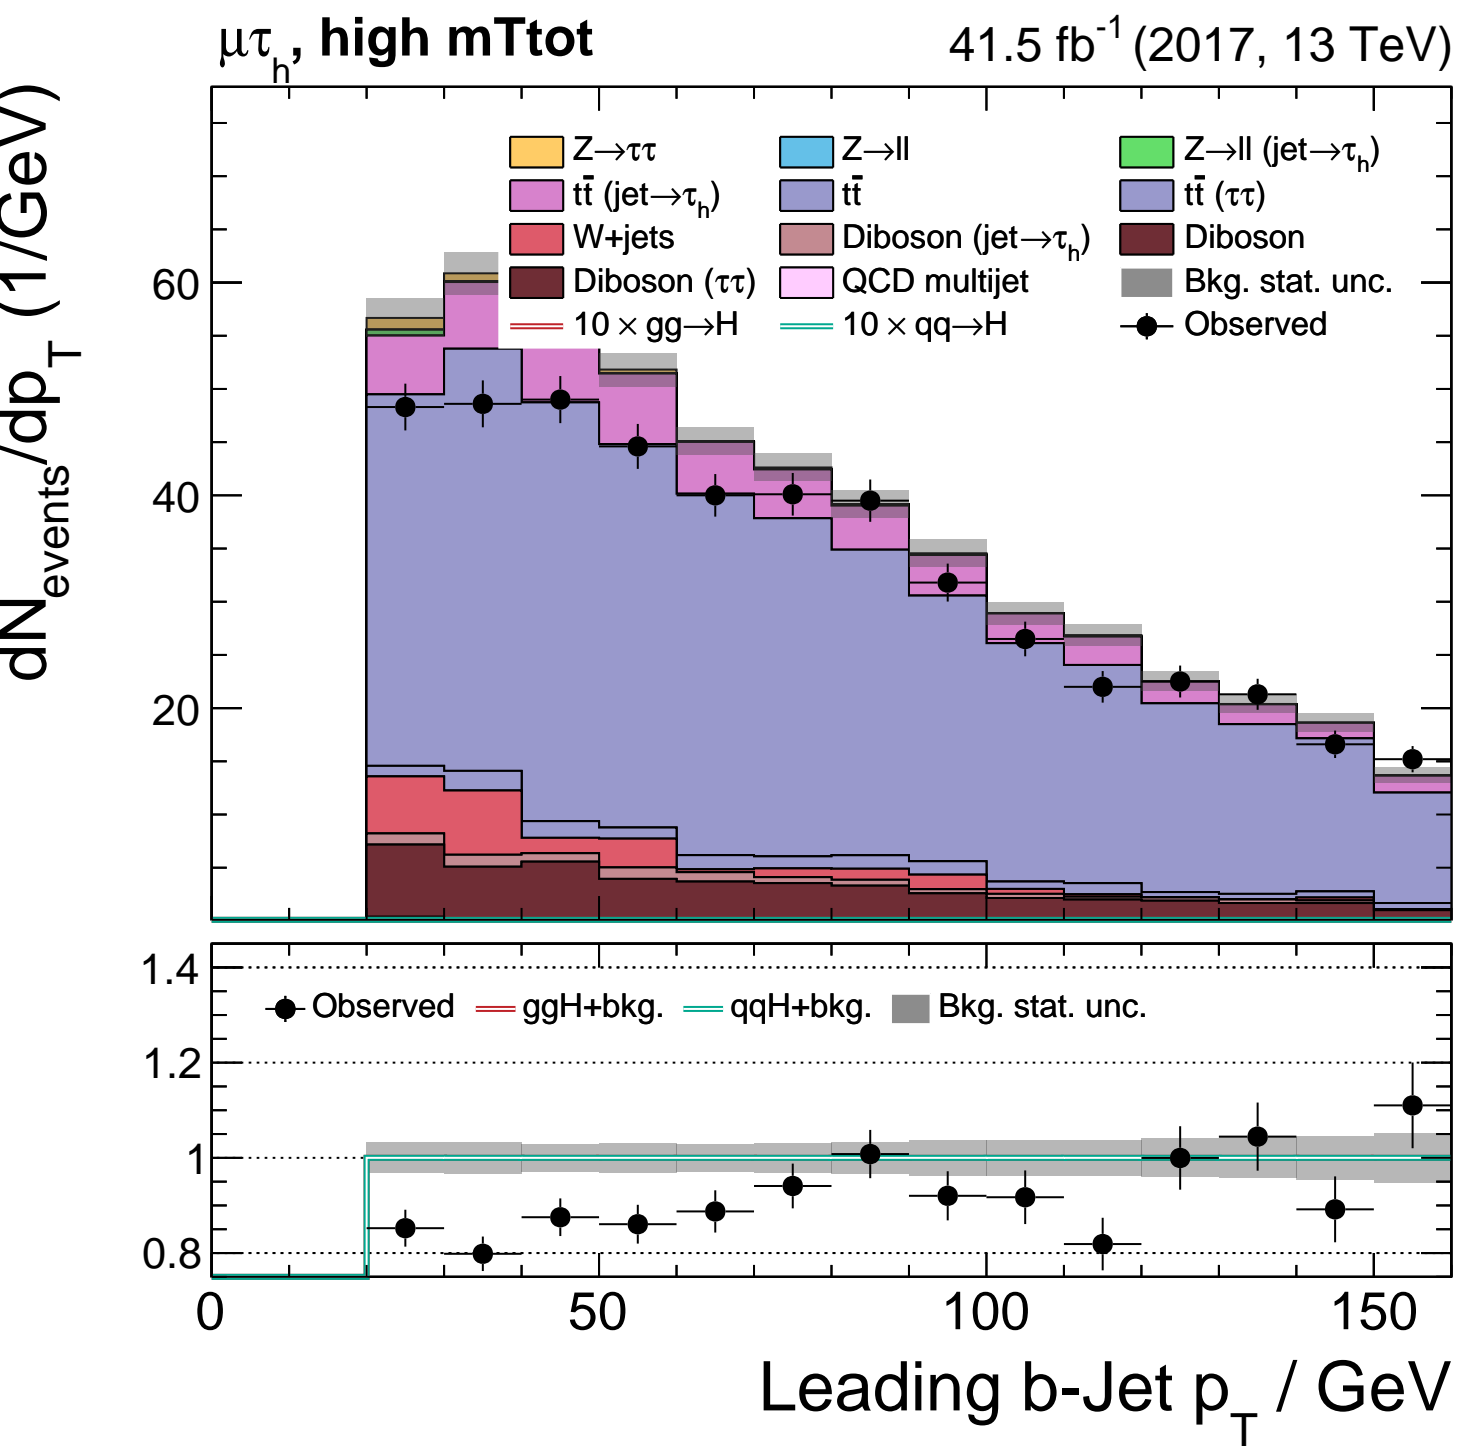 μτh, high mTtot 41.5 fb-1 (2017, 13 TeV)
dNevents/dpT (1/GeV)
Z→ττ Z→ll Z→ll (jet→τh)
tt̄ (jet→τh) tt̄ tt̄ (ττ)
W+jets Diboson (jet→τh) Diboson
Diboson (ττ) QCD multijet Bkg. stat. unc.
10 × gg→H 10 × qq→H Observed
60
40
20
1.4
Observed ggH+bkg. qqH+bkg. Bkg. stat. unc.
1.2
1
0.8
0 50 100 150
Leading b-Jet pT / GeV